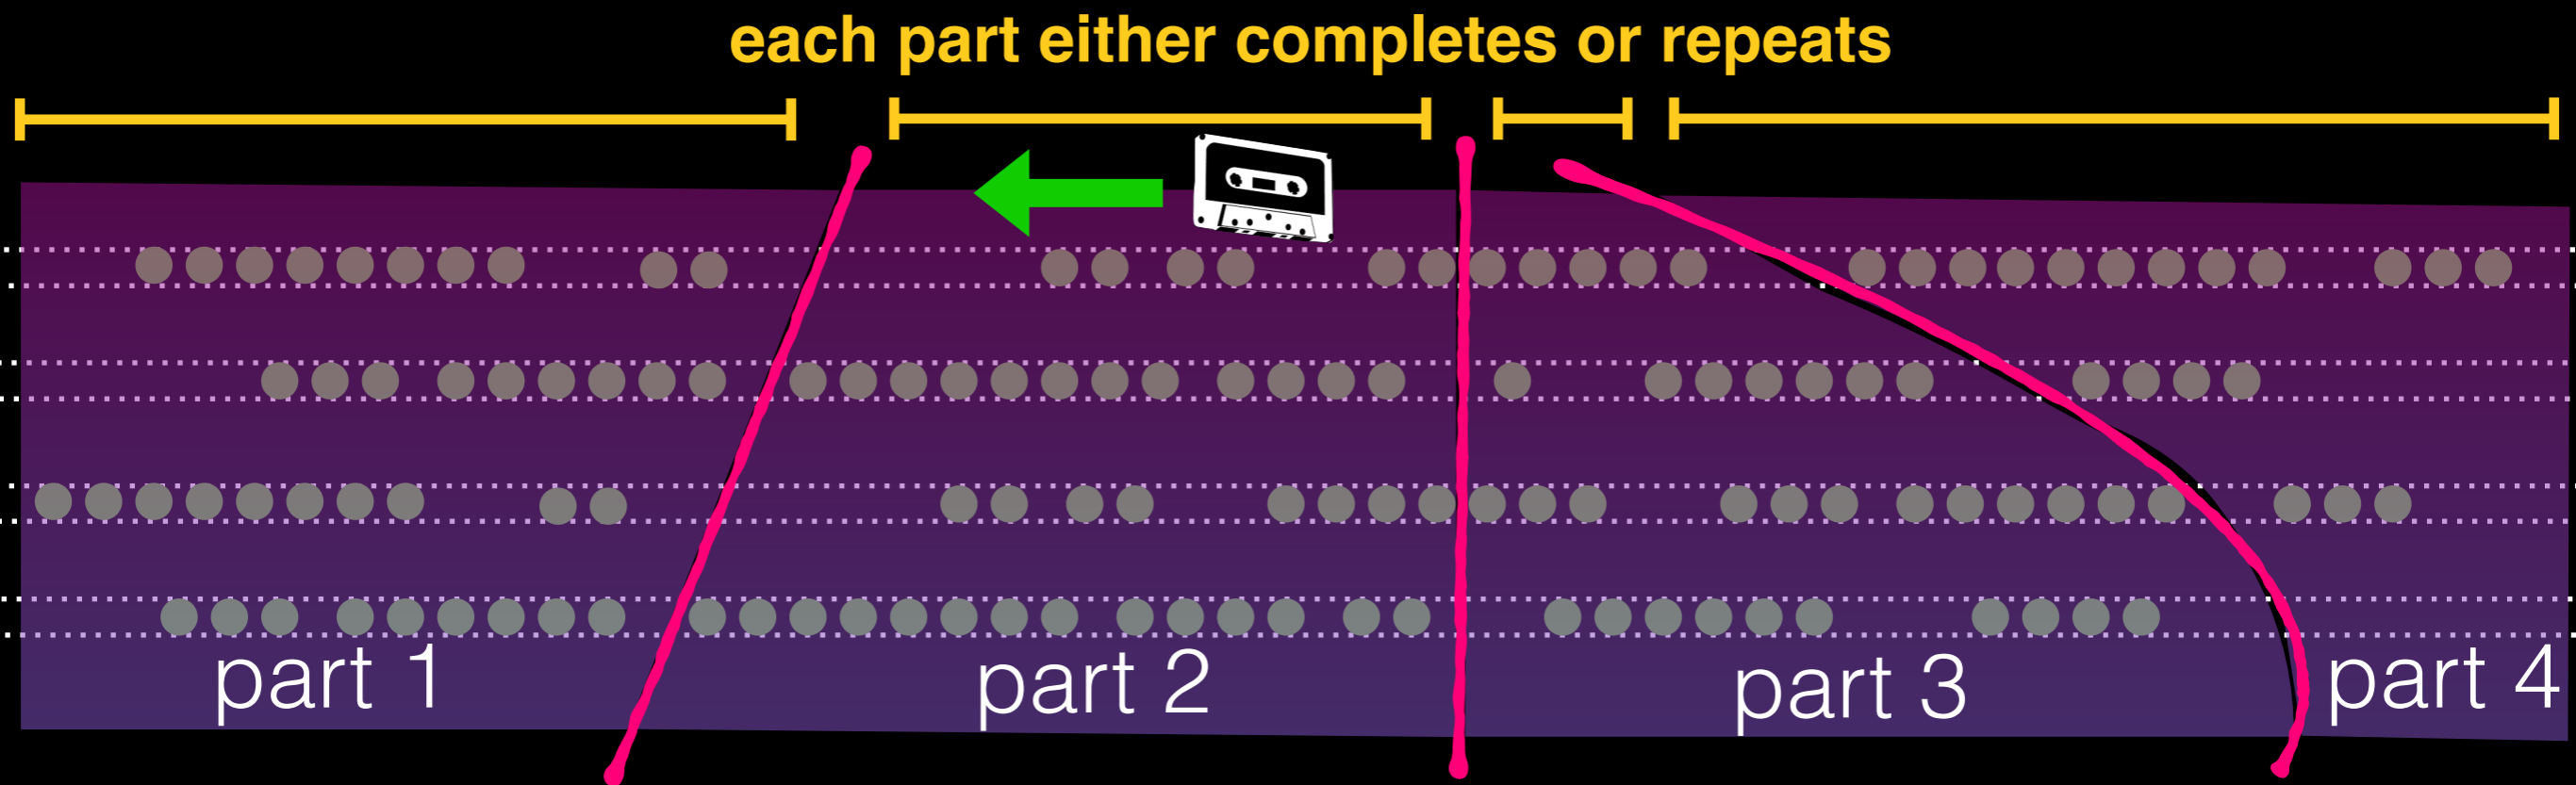 each part either completes or repeats
part 1
part 2
part 3
part 4